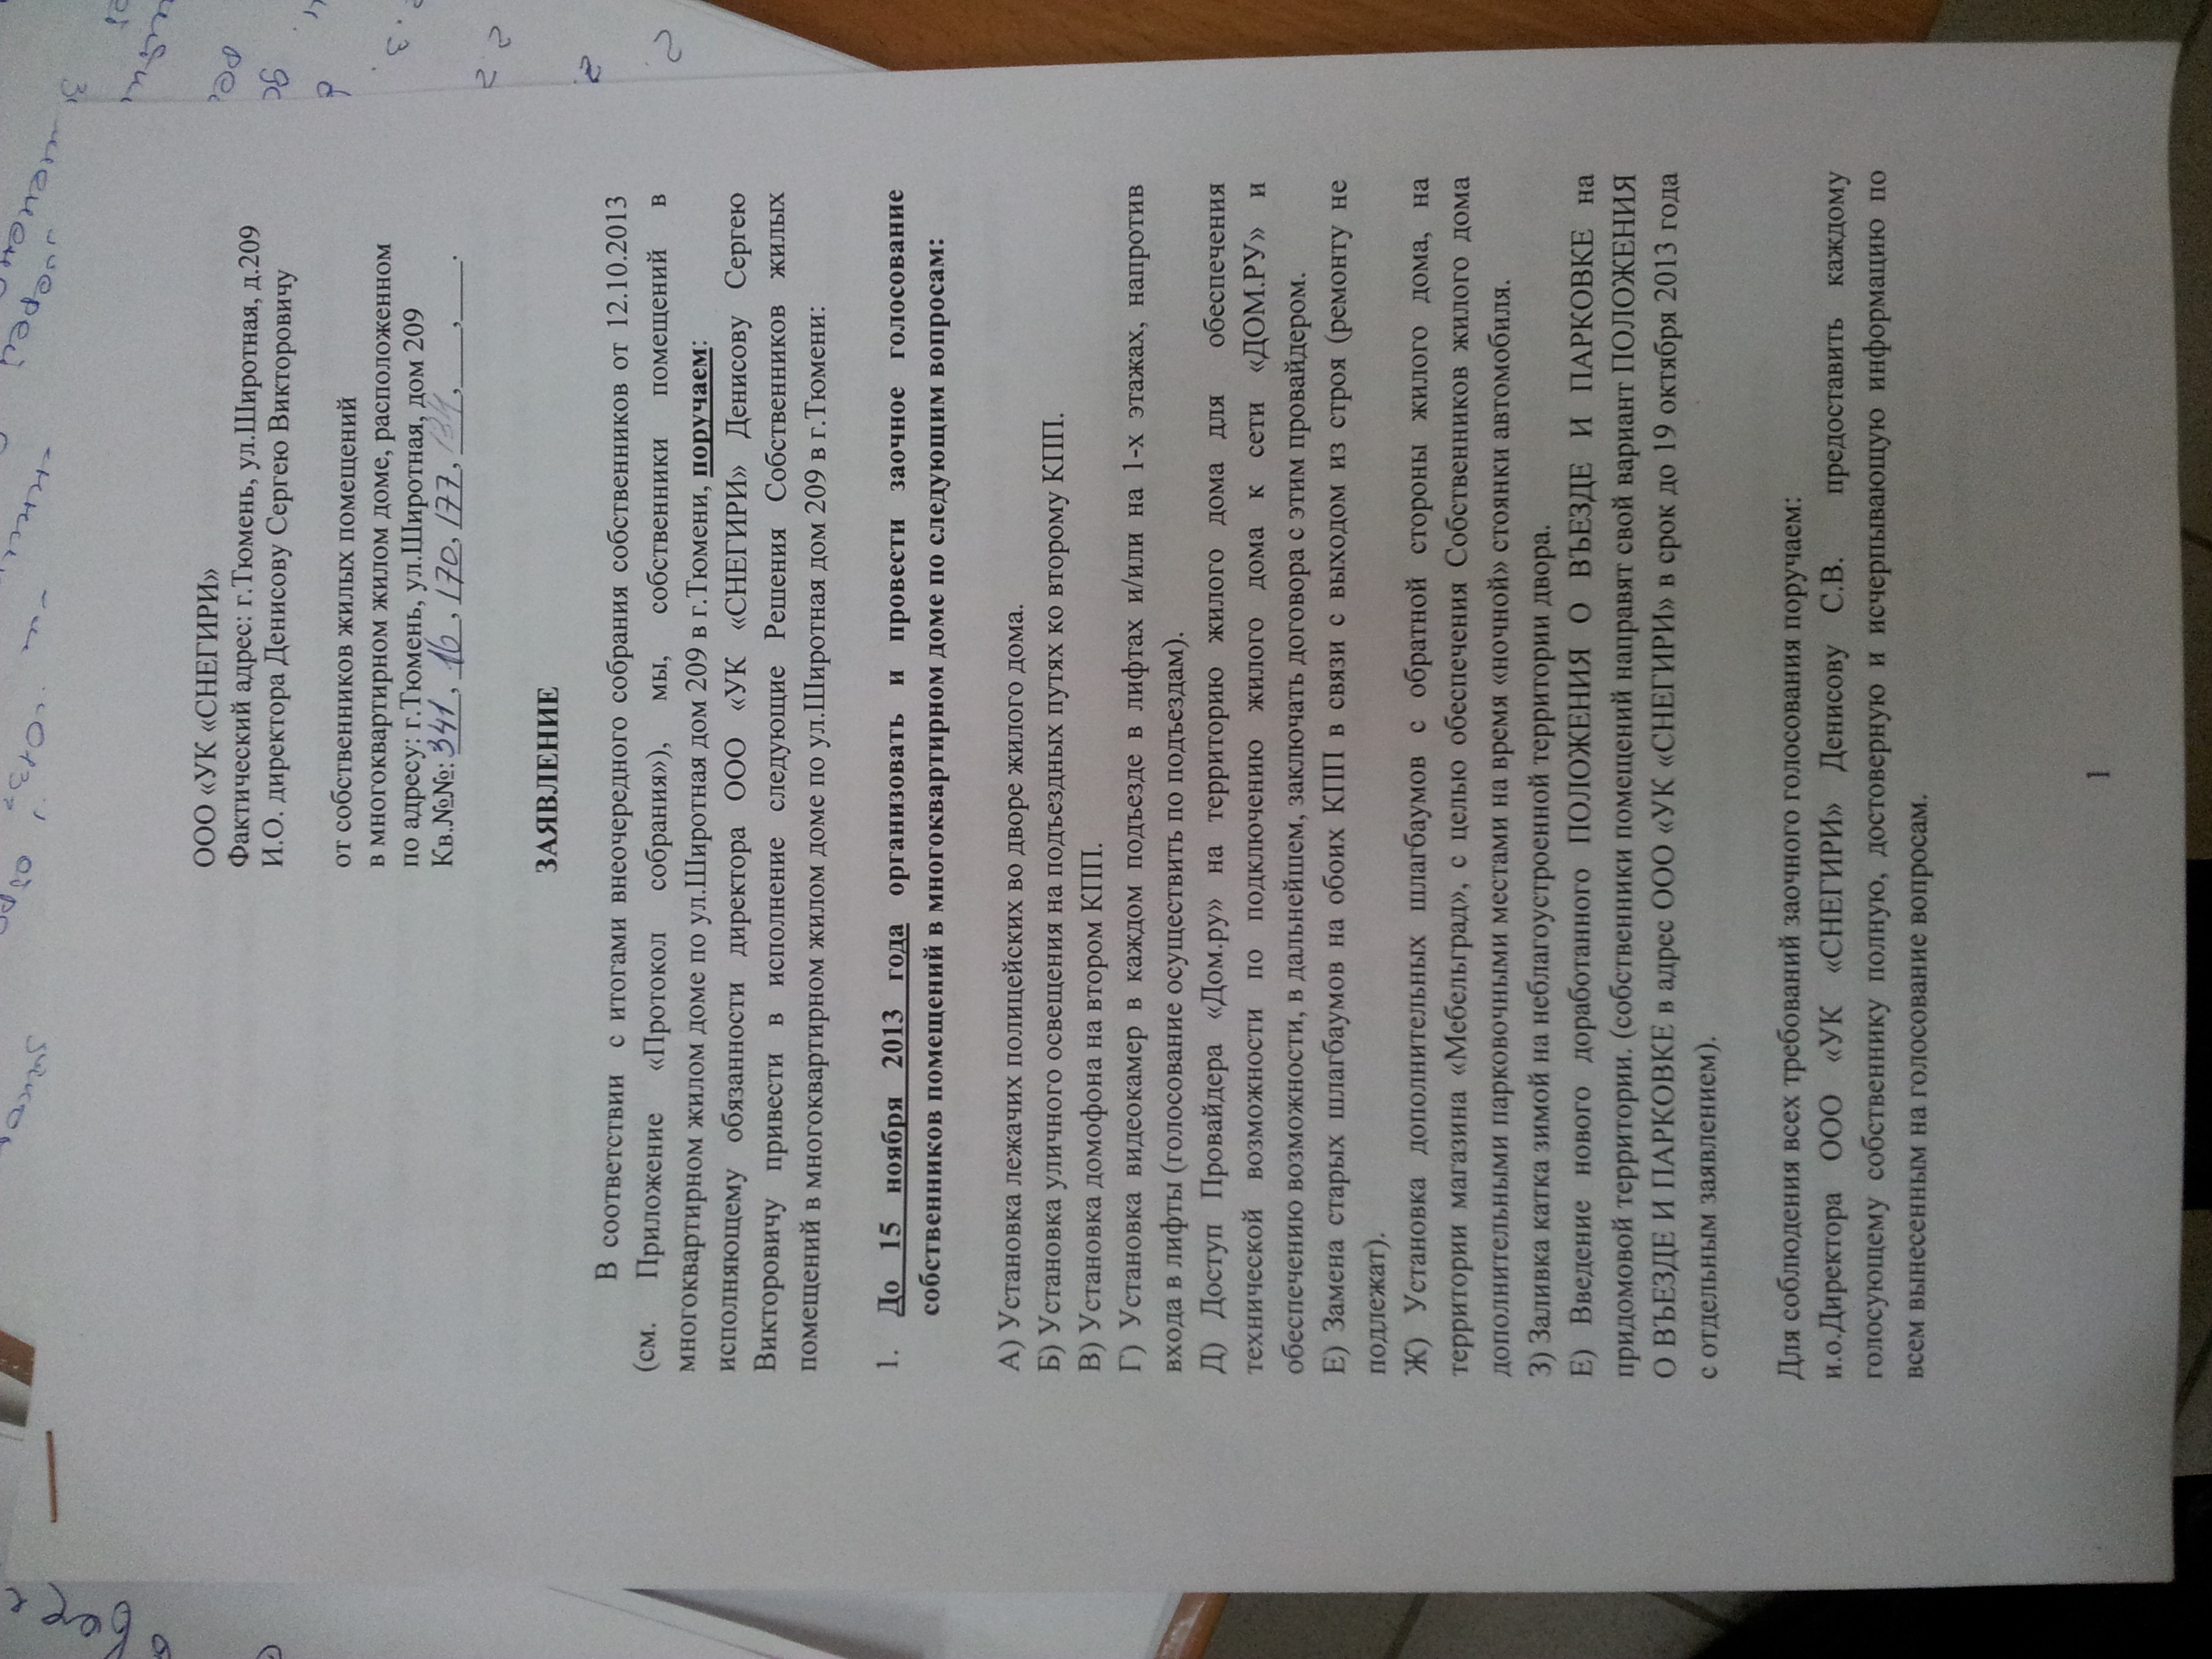 ООО «УК «СНЕГИРИ»
Фактический адрес: г.Тюмень, ул.Широтная, д.209
И.О. директора Денисову Сергею Викторовичу
от собственников жилых помещений
в многоквартирном жилом доме, расположенном
по адресу: г.Тюмень, ул.Широтная, дом 209
Кв.№№: 341, 16, 170, 177, 134, ____, ____.
ЗАЯВЛЕНИЕ
В соответствии с итогами внеочередного собрания собственников от 12.10.2013
(см. Приложение «Протокол собрания»), мы, собственники помещений в
многоквартирном жилом доме по ул.Широтная дом 209 в г.Тюмени, поручаем:
исполняющему обязанности директора ООО «УК «СНЕГИРИ» Денисову Сергею
Викторовичу привести в исполнение следующие Решения Собственников жилых
помещений в многоквартирном жилом доме по ул.Широтная дом 209 в г.Тюмени:
1. До 15 ноября 2013 года организовать и провести заочное голосование
собственников помещений в многоквартирном доме по следующим вопросам:
А) Установка лежачих полицейских во дворе жилого дома.
Б) Установка уличного освещения на подъездных путях ко второму КПП.
В) Установка домофона на втором КПП.
Г) Установка видеокамер в каждом подъезде в лифтах и/или на 1-х этажах, напротив
входа в лифты (голосование осуществить по подъездам).
Д) Доступ Провайдера «Дом.ру» на территорию жилого дома для обеспечения
технической возможности по подключению жилого дома к сети «ДОМ.РУ» и
обеспечению возможности, в дальнейшем, заключать договора с этим провайдером.
Е) Замена старых шлагбаумов на обоих КПП в связи с выходом из строя (ремонту не
подлежат).
Ж) Установка дополнительных шлагбаумов с обратной стороны жилого дома, на
территории магазина «Мебельград», с целью обеспечения Собственников жилого дома
дополнительными парковочными местами на время «ночной» стоянки автомобиля.
З) Заливка катка зимой на неблагоустроенной территории двора.
Е) Введение нового доработанного ПОЛОЖЕНИЯ О ВЪЕЗДЕ И ПАРКОВКЕ на
придомовой территории. (собственники помещений направят свой вариант ПОЛОЖЕНИЯ
О ВЪЕЗДЕ И ПАРКОВКЕ в адрес ООО «УК «СНЕГИРИ» в срок до 19 октября 2013 года
с отдельным заявлением).
Для соблюдения всех требований заочного голосования поручаем:
и.о.Директора ООО «УК «СНЕГИРИ» Денисову С.В. предоставить каждому
голосующему собственнику полную, достоверную и исчерпывающую информацию по
всем вынесенным на голосование вопросам.
1